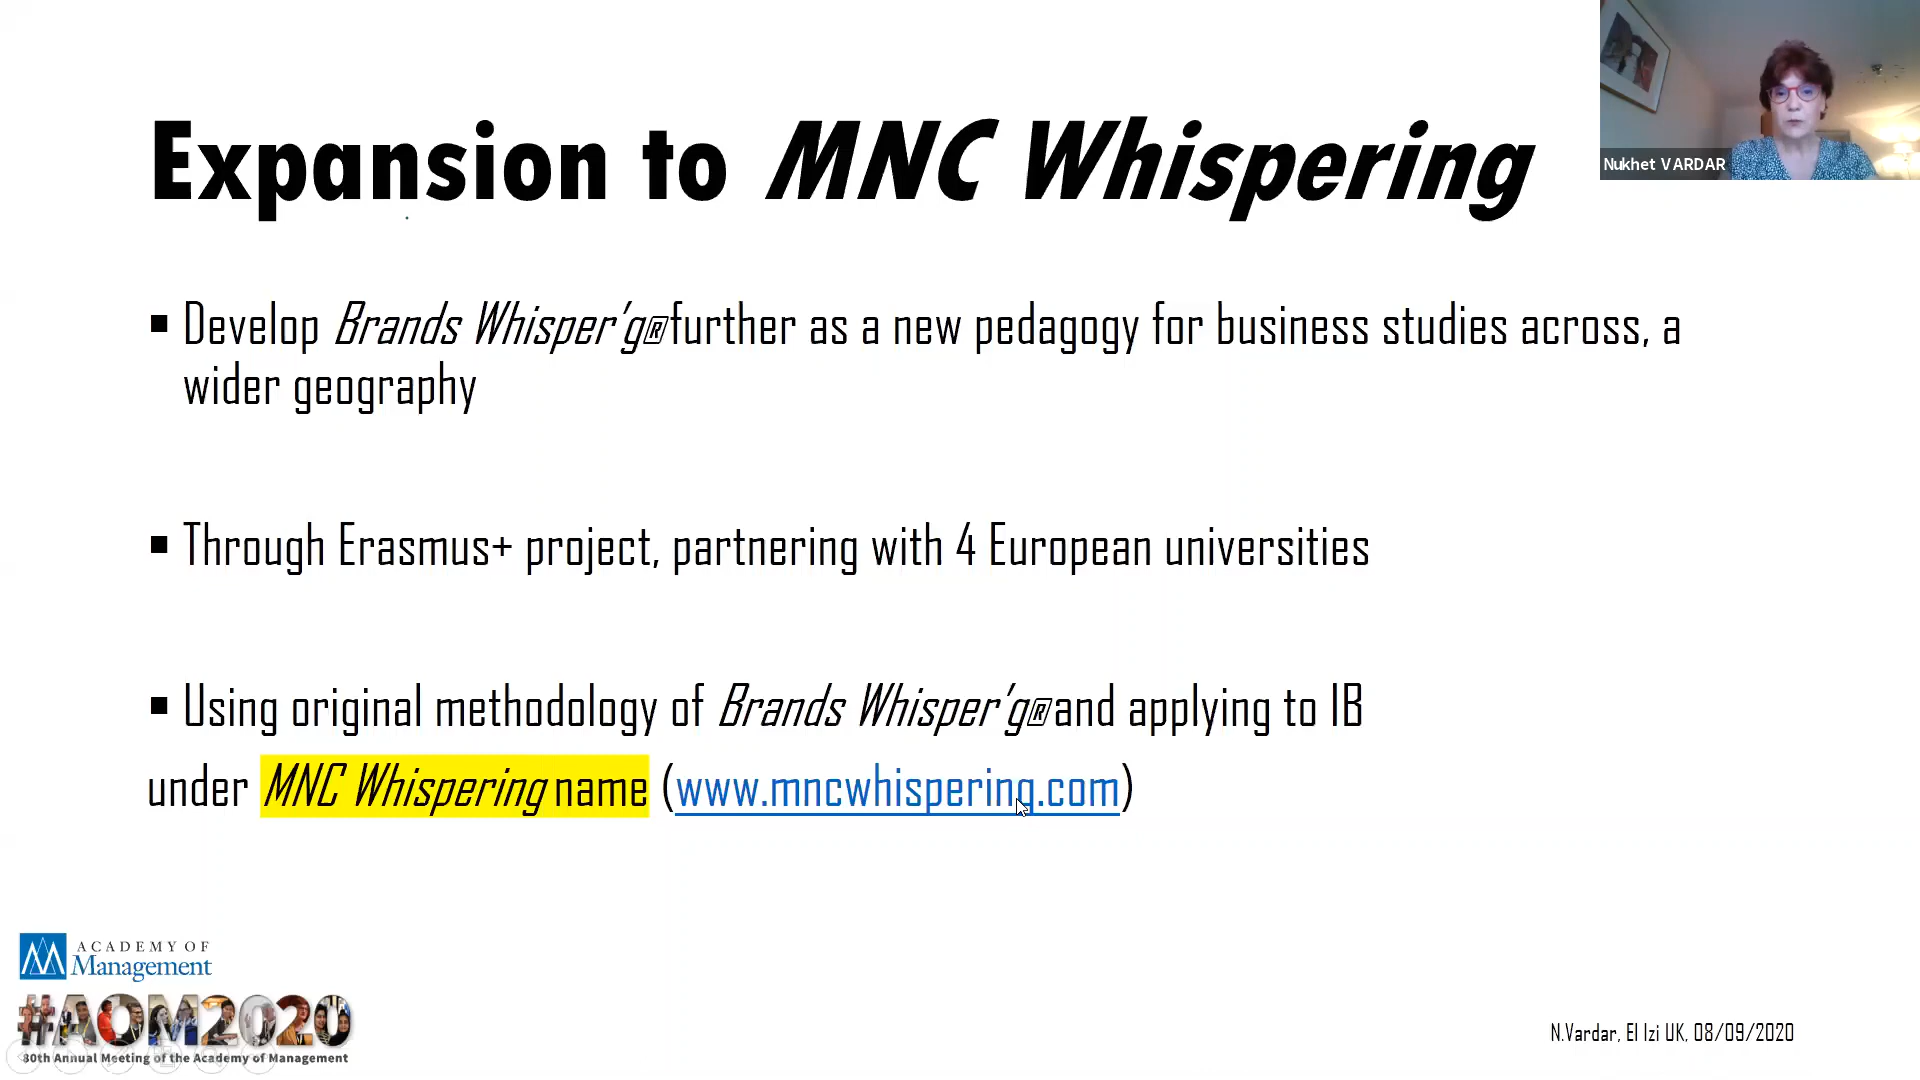 Expansion to MNC Whispering
Nukhet VARDAR
▪ Develop Brands Whisper'g® further as a new pedagogy for business studies across, a
wider geography
▪ Through Erasmus+ project, partnering with 4 European universities
▪ Using original methodology of Brands Whisper'g® and applying to IB
under MNC Whispering name (www.mncwhispering.com)
ACADEMY OF
Management
#AOM2020
80th Annual Meeting of the Academy of Management
N.Vardar, El Izi UK, 08/09/2020